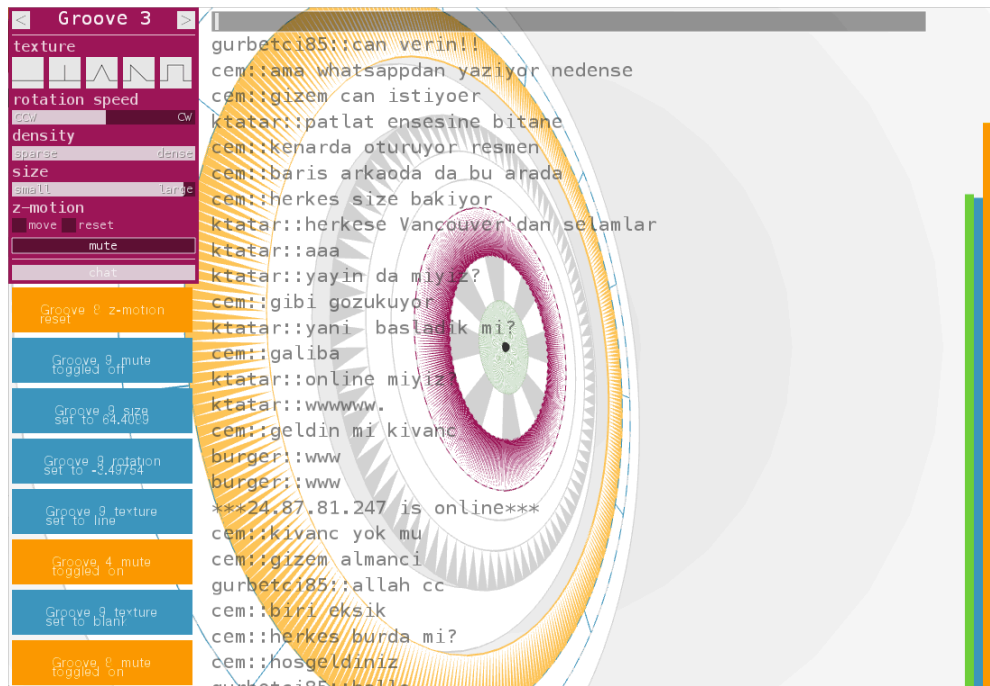 < Groove 3 >
texture
rotation speed
CCW CW
density
sparse dense
size
small large
z-motion
move reset
mute
chat
Groove 8 z-motion
reset
Groove 9 mute
toggled off
Groove 9 size
set to
Groove 9 rotation
set to
Groove 9 texture
set to line
Groove 4 mute
toggled on
Groove 9 texture
set to blank
Groove 8 mute
toggled on
gurbetci85::can verin!!
cem::ama whatsappdan yaziyor nedense
cem::gizem can istiyoer
ktatar::patlat ensesine bitane
cem::kenarda oturuyor resmen
cem::baris arkaoda da bu arada
cem::herkes size bakiyor
ktatar::herkese Vancouver'dan selamlar
ktatar::aaa
ktatar::yayin da miyiz?
cem::gibi gozukuyor
ktatar::yani  basladik mi?
cem::galiba
ktatar::online miyiz?
ktatar::wwwwww.
cem::geldin mi kivanc
burger::www
burger::www
***24.87.81.247 is online***
cem::kivanc yok mu
cem::gizem almanci
gurbetci85::allah cc
cem::biri eksik
cem::herkes burda mi?
cem::hosgeldiniz